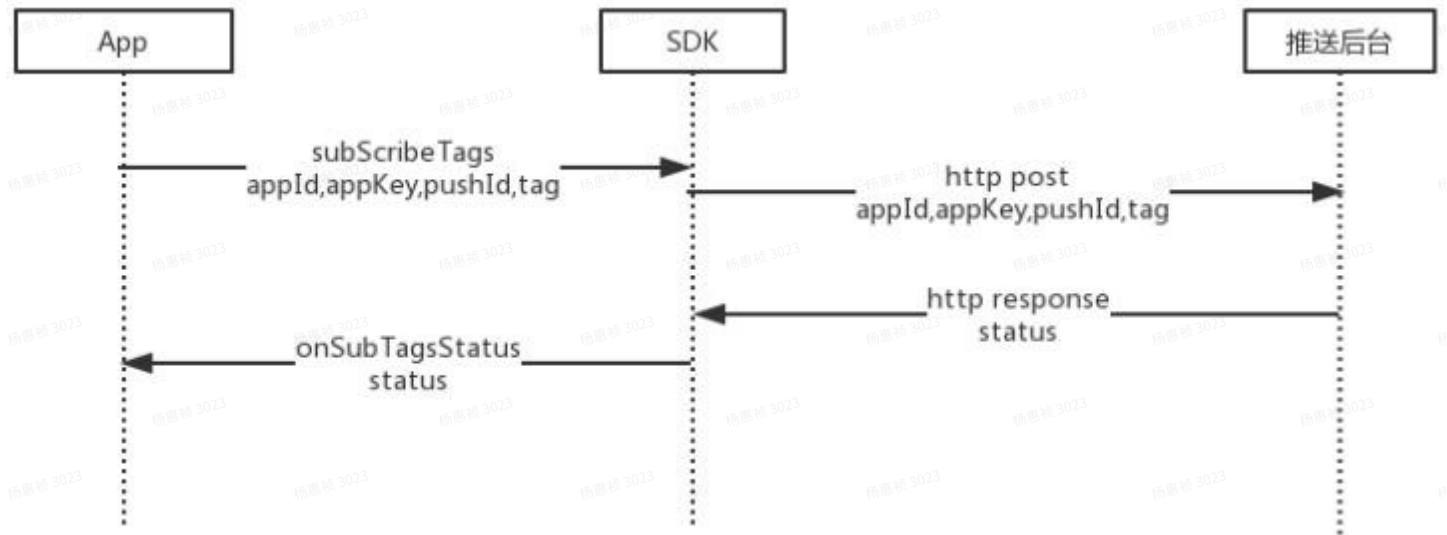 App
SDK
推送后台
subScribeTags
appId,appKey,pushId,tag
http post
appId,appKey,pushId,tag
http response
status
onSubTagsStatus
status